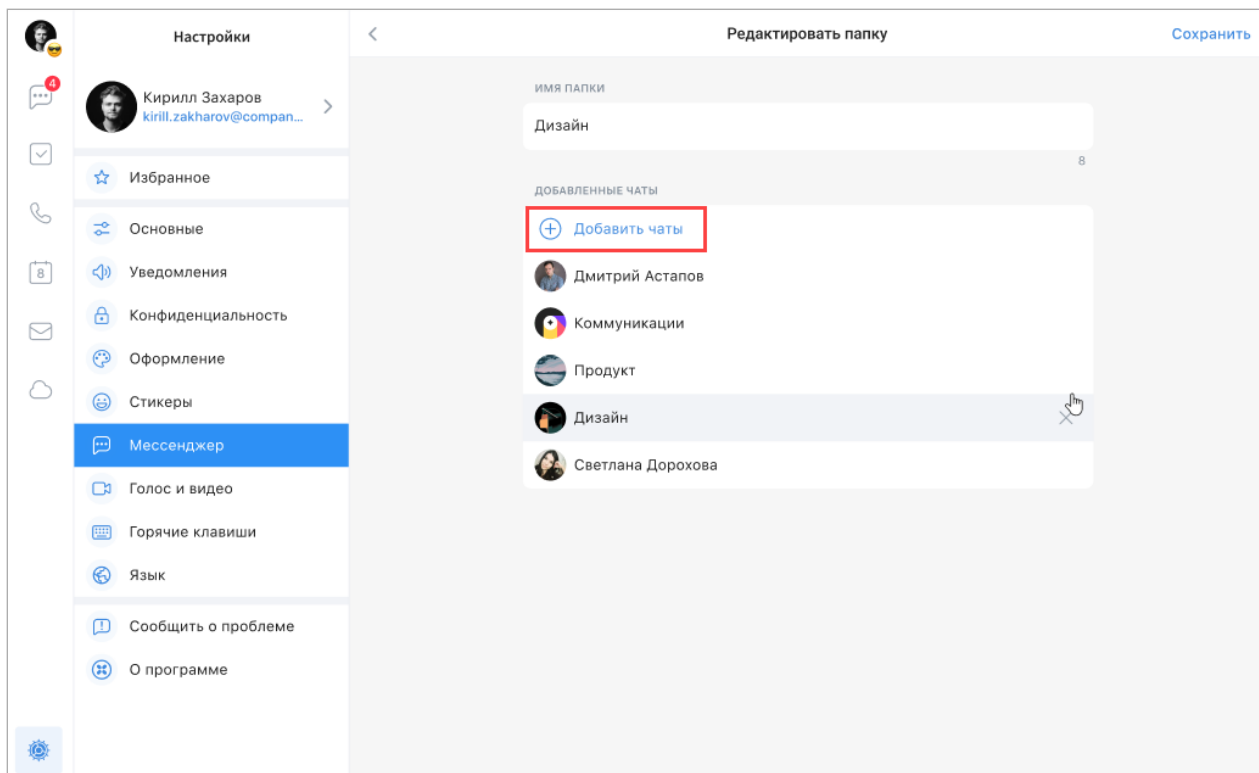 Настройки
Редактировать папку
Сохранить
4
Кирилл Захаров
kirill.zakharov@compan...
Избранное
Основные
8
Уведомления
Конфиденциальность
Оформление
Стикеры
Мессенджер
Голос и видео
Горячие клавиши
Язык
Сообщить о проблеме
О программе
ИМЯ ПАПКИ
Дизайн
8
ДОБАВЛЕННЫЕ ЧАТЫ
Добавить чаты
Дмитрий Астапов
Коммуникации
Продукт
Дизайн
Светлана Дорохова